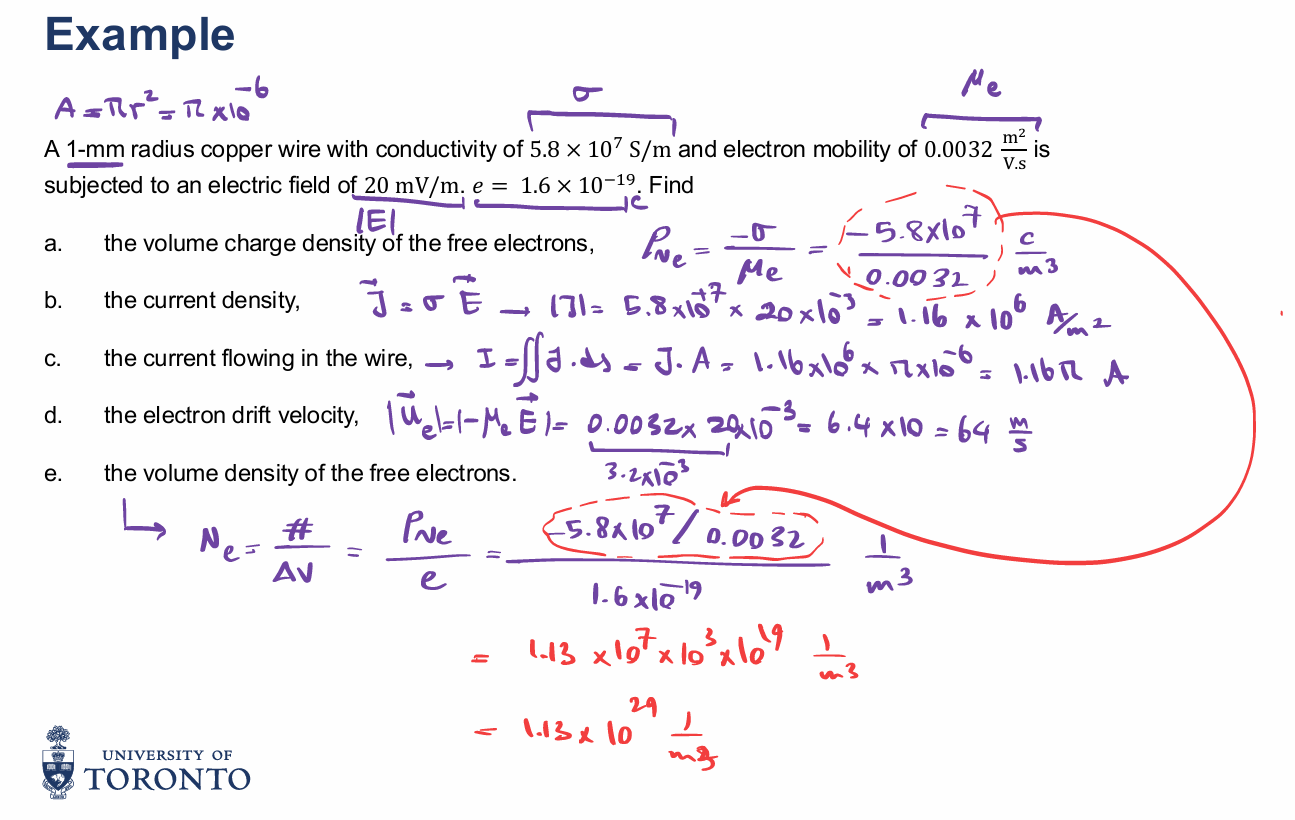 Example
A = πr² = π×10⁻⁶
σ
μe
A 1-mm radius copper wire with conductivity of 5.8 × 10⁷ S/m and electron mobility of 0.0032 m²/V.s is
subjected to an electric field of 20 mV/m. e = 1.6 × 10⁻¹⁹. Find
|E|
e
a. the volume charge density of the free electrons, ρve = -σ/μe = -5.8×10⁷/0.0032 C/m³
b. the current density, J⃗ = σ E⃗ → |J| = 5.8×10⁺⁷ × 20×10⁻³ = 1.16 × 10⁶ A/m²
c. the current flowing in the wire, → I = ∬J.ds = J.A = 1.16×10⁶ × π×10⁻⁶ = 1.16π A
d. the electron drift velocity, |u⃗e| = |-μe E⃗| = 0.0032 × 20×10⁻³ = 6.4 × 10 = 64 m/s
3.2×10⁻³
e. the volume density of the free electrons.
↳ Ne = #/ΔV = ρve/e = -5.8×10⁷/0.0032 / 1.6×10⁻¹⁹ 1/m³
= 1.13 ×10⁷ ×10³ ×10¹⁹ 1/m³
= 1.13 × 10²⁹ 1/m³
UNIVERSITY OF
TORONTO